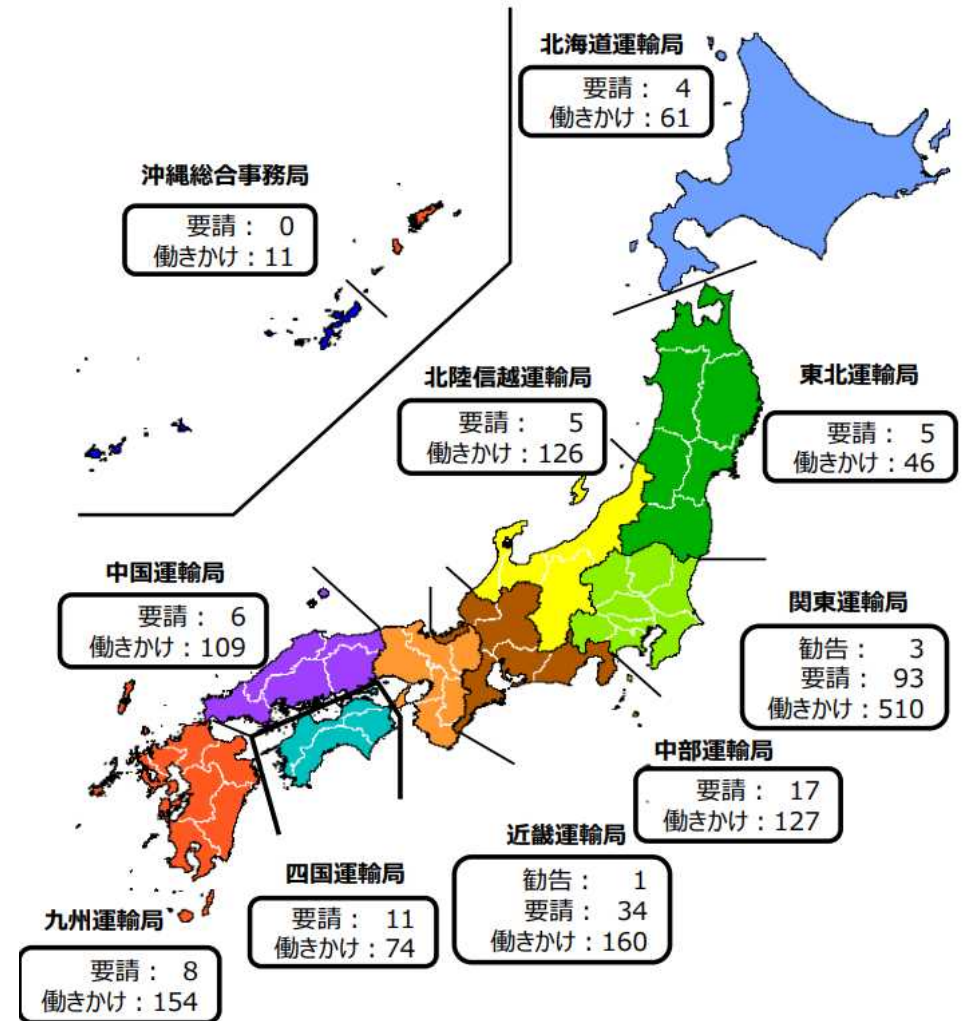 北海道運輸局
要請： 4
働きかけ：61
沖縄総合事務局
要請： 0
働きかけ：11
北陸信越運輸局
要請： 5
働きかけ：126
東北運輸局
要請： 5
働きかけ：46
中国運輸局
要請： 6
働きかけ：109
関東運輸局
勧告： 3
要請： 93
働きかけ：510
中部運輸局
要請： 17
働きかけ：127
近畿運輸局
勧告： 1
要請： 34
働きかけ：160
四国運輸局
要請： 11
働きかけ：74
九州運輸局
要請： 8
働きかけ：154